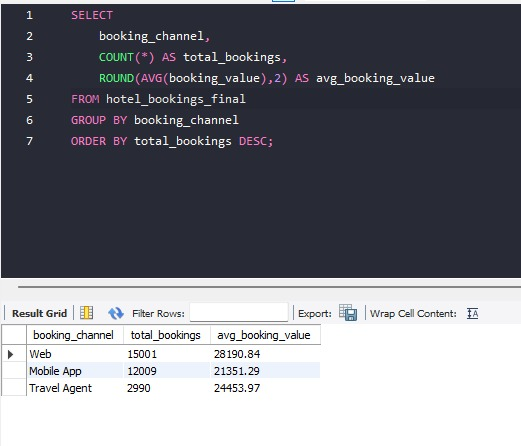 1 SELECT
2 booking_channel,
3 COUNT(*) AS total_bookings,
4 ROUND(AVG(booking_value),2) AS avg_booking_value
5 FROM hotel_bookings_final
6 GROUP BY booking_channel
7 ORDER BY total_bookings DESC;
Result Grid Filter Rows: Export: Wrap Cell Content: IA
booking_channel total_bookings avg_booking_value
Web 15001 28190.84
Mobile App 12009 21351.29
Travel Agent 2990 24453.97